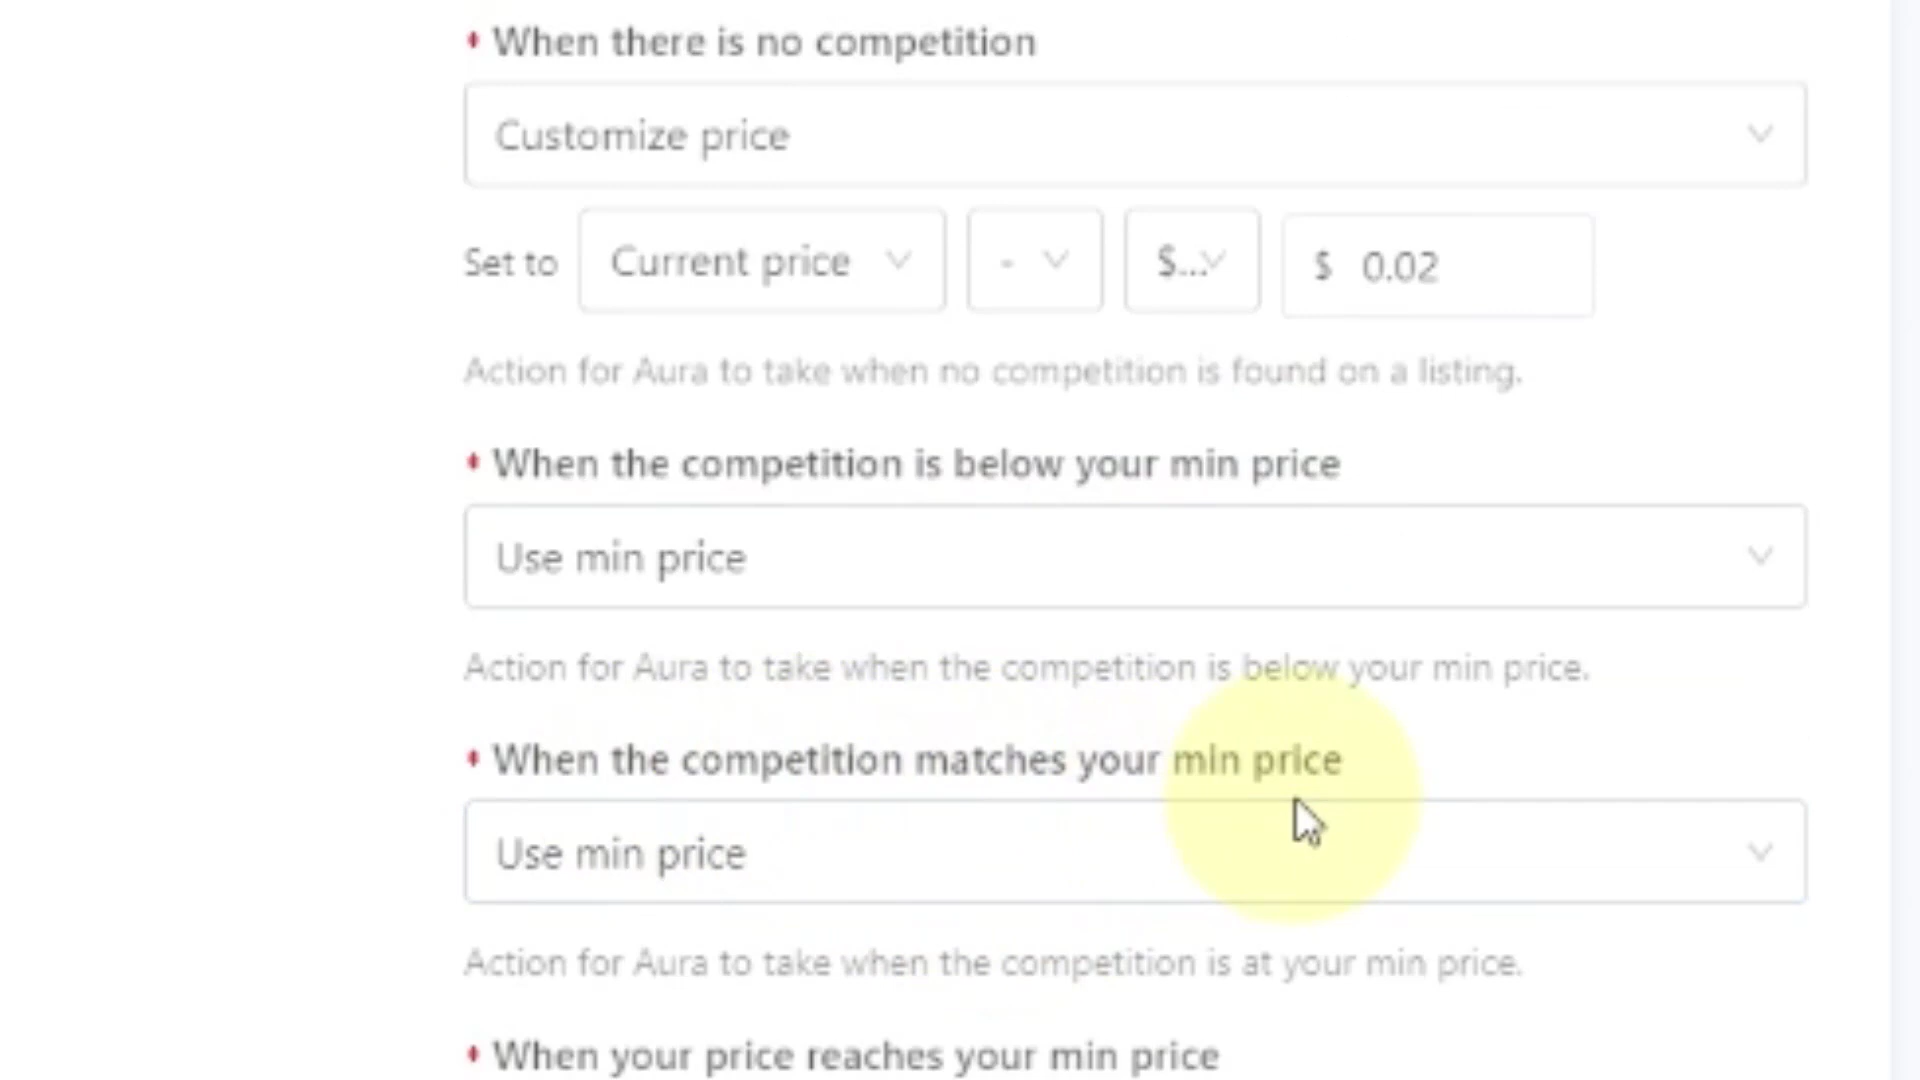 * When there is no competition
Customize price
Set to Current price - $... $ 0.02
Action for Aura to take when no competition is found on a listing.
* When the competition is below your min price
Use min price
Action for Aura to take when the competition is below your min price.
* When the competition matches your min price
Use min price
Action for Aura to take when the competition is at your min price.
* When your price reaches your min price